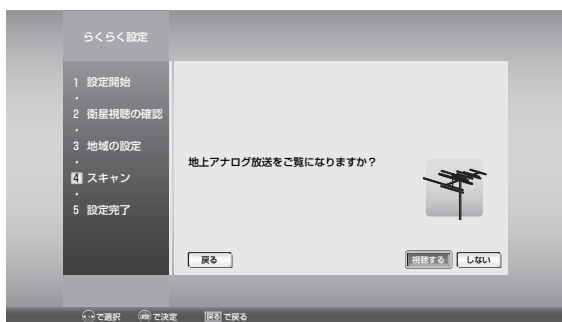 らくらく設定
1 設定開始
2 衛星視聴の確認
3 地域の設定
4 スキャン
5 設定完了
地上アナログ放送をご覧になりますか？
戻る 視聴する しない
で選択 で決定 戻る で戻る